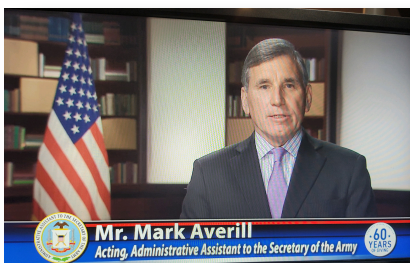 Mr. Mark Averill
Acting, Administrative Assistant to the Secretary of the Army
60
YEARS